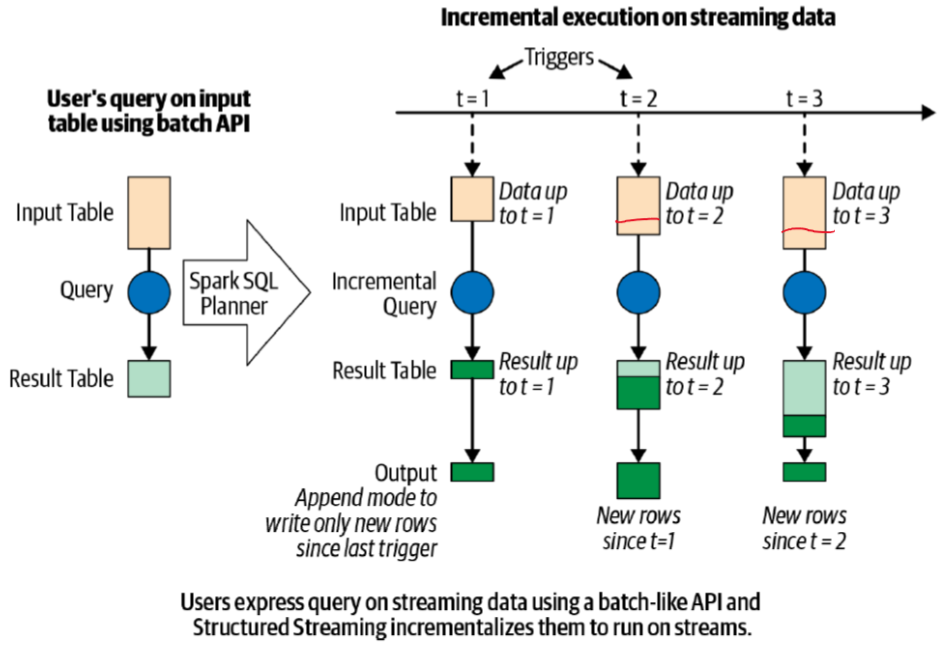 Incremental execution on streaming data
Triggers
User's query on input
table using batch API
t = 1
t = 2
t = 3
Input Table
Query
Result Table
Spark SQL
Planner
Input Table
Data up
to t = 1
Data up
to t = 2
Data up
to t = 3
Incremental
Query
Result Table
Result up
to t = 1
Result up
to t = 2
Result up
to t = 3
Output
Append mode to
write only new rows
since last trigger
New rows
since t=1
New rows
since t = 2
Users express query on streaming data using a batch-like API and
Structured Streaming incrementalizes them to run on streams.